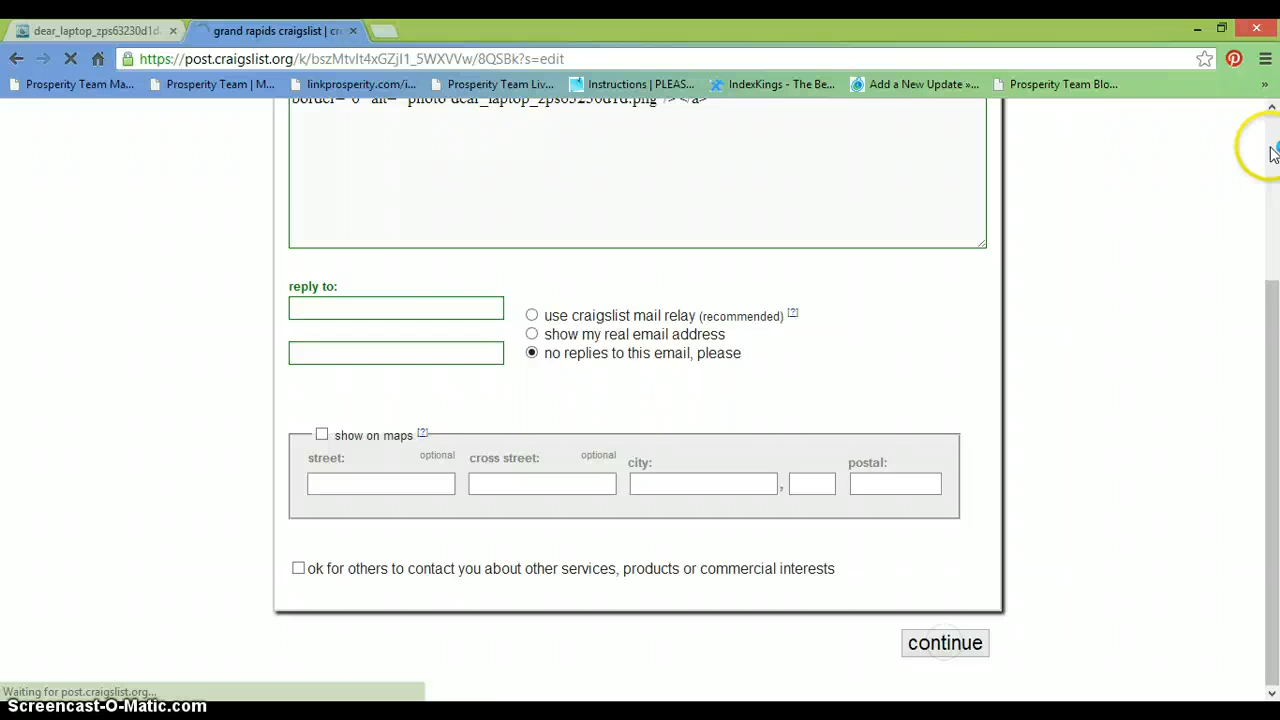 dear_laptop_zps63230d1d.
grand rapids craigslist | cr
https://post.craigslist.org/k/bszMtvIt4xGZjI1_5WXVVw/8QSBk?s=edit
Prosperity Team Ma... Prosperity Team | M... linkprosperity.com/i... Prosperity Team Liv... Instructions | PLEAS... IndexKings - The Be... Add a New Update »... Prosperity Team Blo... »
reply to:
use craigslist mail relay (recommended) [?]
show my real email address
no replies to this email, please
show on maps [?]
street: optional cross street: optional city: postal:
,
ok for others to contact you about other services, products or commercial interests
continue
Waiting for post.craigslist.org...
Screencast-O-Matic.com